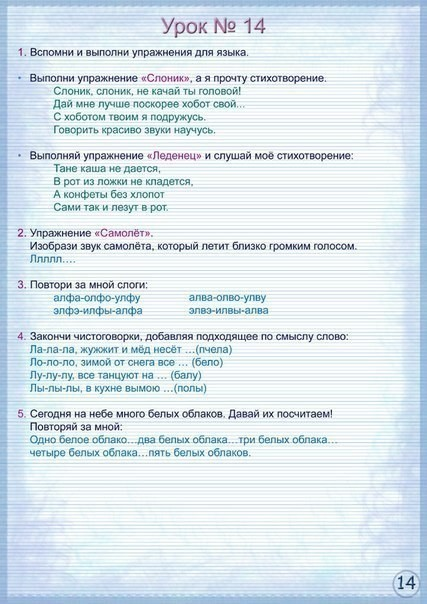 Урок № 14
1. Вспомни и выполни упражнения для языка.
• Выполни упражнение «Слоник», а я прочту стихотворение.
Слоник, слоник, не качай ты головой!
Дай мне лучше поскорее хобот свой...
С хоботом твоим я подружусь.
Говорить красиво звуки научусь.
• Выполняй упражнение «Леденец» и слушай моё стихотворение:
Тане каша не дается,
В рот из ложки не кладется,
А конфеты без хлопот
Сами так и лезут в рот.
2. Упражнение «Самолёт».
Изобрази звук самолёта, который летит близко громким голосом.
Ллллл….
3. Повтори за мной слоги:
алфа-олфо-улфу алва-олво-улву
элфэ-илфы-алфа элвэ-илвы-алва
4. Закончи чистоговорки, добавляя подходящее по смыслу слово:
Ла-ла-ла, жужжит и мёд несёт …(пчела)
Ло-ло-ло, зимой от снега все … (бело)
Лу-лу-лу, все танцуют на … (балу)
Лы-лы-лы, в кухне вымою …(полы)
5. Сегодня на небе много белых облаков. Давай их посчитаем!
Повторяй за мной:
Одно белое облако…два белых облака…три белых облака…
четыре белых облака…пять белых облаков.
14